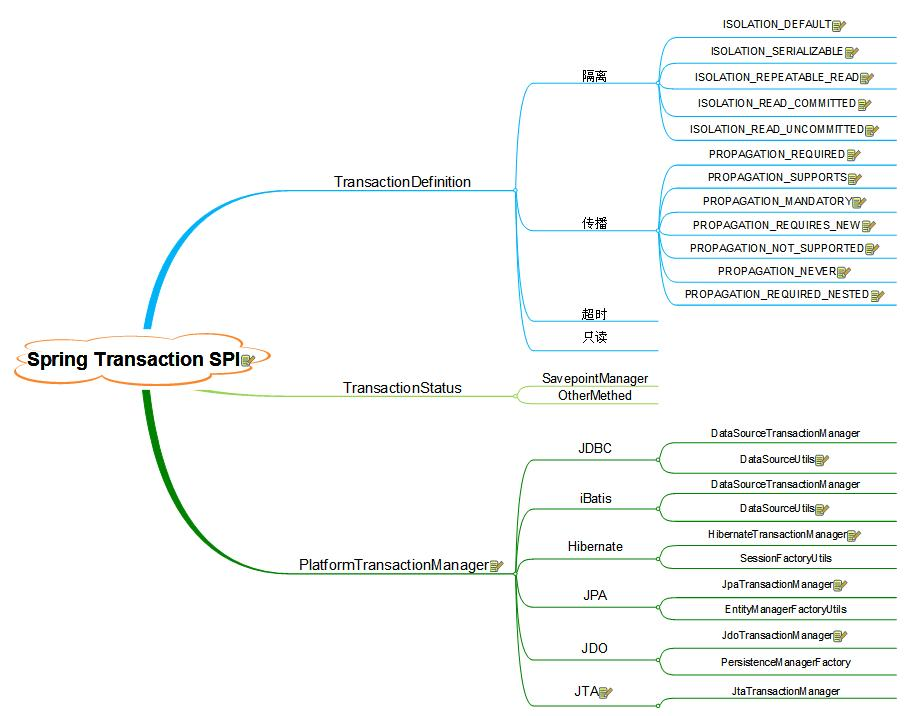 Spring Transaction SPI
TransactionDefinition
隔离
ISOLATION_DEFAULT
ISOLATION_SERIALIZABLE
ISOLATION_REPEATABLE_READ
ISOLATION_READ_COMMITTED
ISOLATION_READ_UNCOMMITTED
传播
PROPAGATION_REQUIRED
PROPAGATION_SUPPORTS
PROPAGATION_MANDATORY
PROPAGATION_REQUIRES_NEW
PROPAGATION_NOT_SUPPORTED
PROPAGATION_NEVER
PROPAGATION_REQUIRED_NESTED
超时
只读
TransactionStatus
SavepointManager
OtherMethed
PlatformTransactionManager
JDBC
DataSourceTransactionManager
DataSourceUtils
iBatis
DataSourceTransactionManager
DataSourceUtils
Hibernate
HibernateTransactionManager
SessionFactoryUtils
JPA
JpaTransactionManager
EntityManagerFactoryUtils
JDO
JdoTransactionManager
PersistenceManagerFactory
JTA
JtaTransactionManager